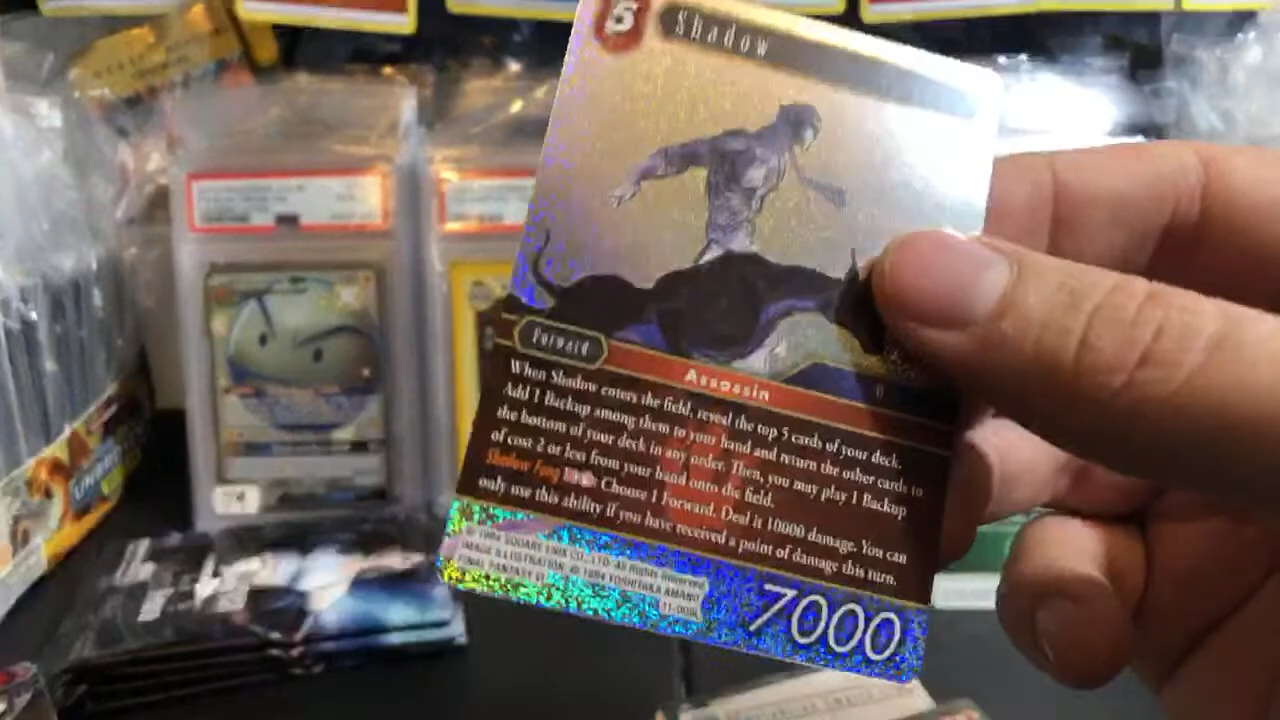 5
Shadow
Forward
Assassin
When Shadow enters the field, reveal the top 5 cards of your deck.
Add 1 Backup among them to your hand and return the other cards to
the bottom of your deck in any order. Then, you may play 1 Backup
of cost 2 or less from your hand onto the field.
Shadow Fang Choose 1 Forward. Deal it 10000 damage. You can
only use this ability if you have received a point of damage this turn.
© 1994 SQUARE ENIX CO., LTD. All Rights Reserved
IMAGE ILLUSTRATION: © 1994 YOSHITAKA AMANO
FINAL FANTASY VI
7000